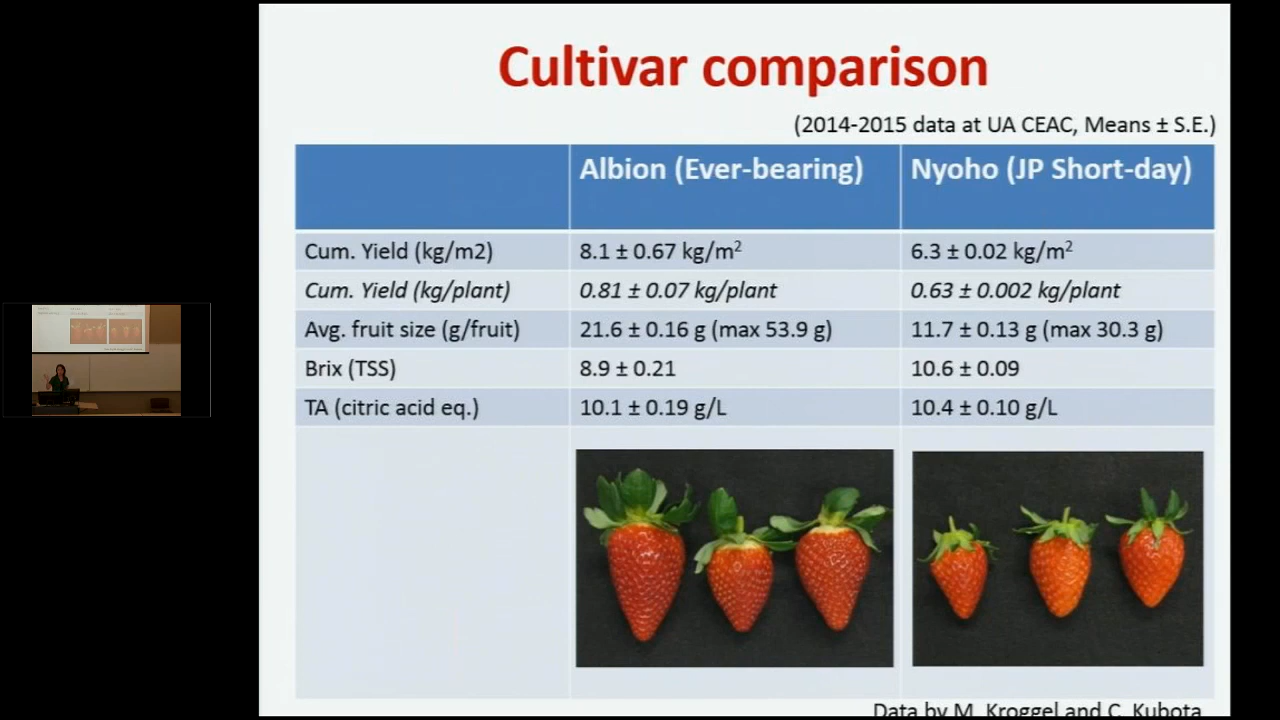 Cultivar comparison
(2014-2015 data at UA CEAC, Means ± S.E.)
Albion (Ever-bearing) Nyoho (JP Short-day)
Cum. Yield (kg/m2) 8.1 ± 0.67 kg/m² 6.3 ± 0.02 kg/m²
Cum. Yield (kg/plant) 0.81 ± 0.07 kg/plant 0.63 ± 0.002 kg/plant
Avg. fruit size (g/fruit) 21.6 ± 0.16 g (max 53.9 g) 11.7 ± 0.13 g (max 30.3 g)
Brix (TSS) 8.9 ± 0.21 10.6 ± 0.09
TA (citric acid eq.) 10.1 ± 0.19 g/L 10.4 ± 0.10 g/L
Data by M. Kroggel and C. Kubota